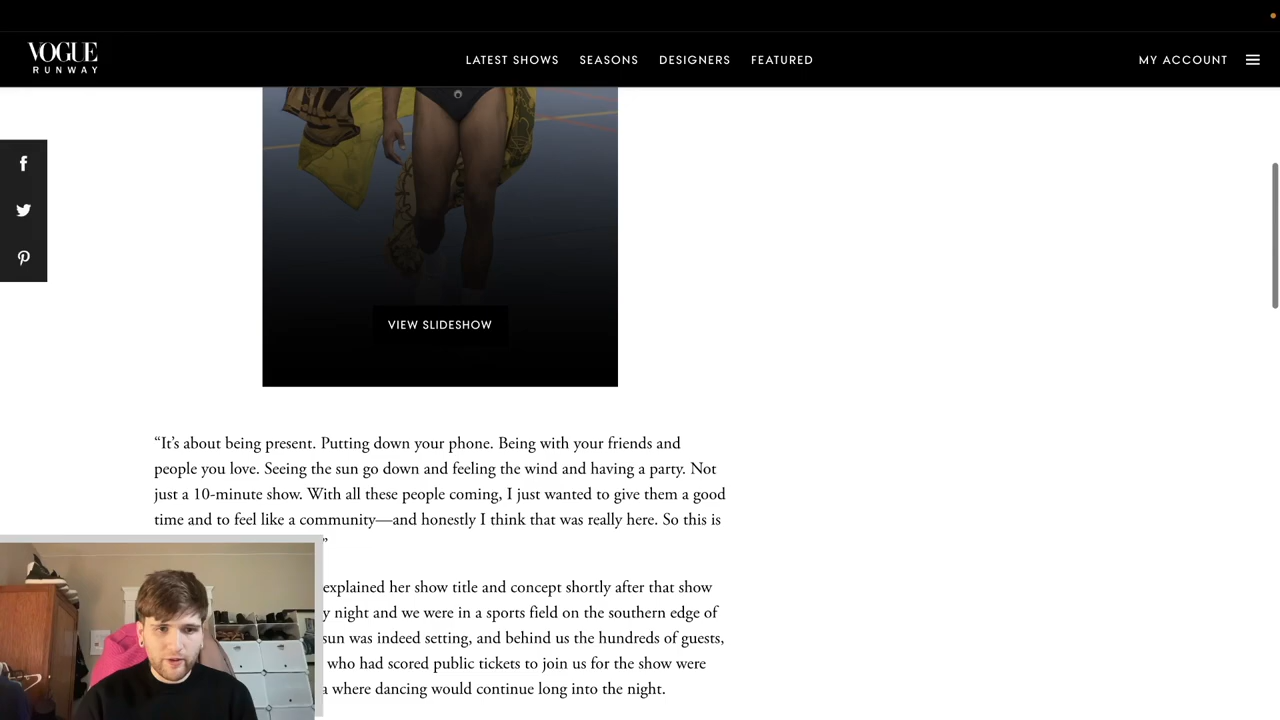 VOGUE
RUNWAY
LATEST SHOWS SEASONS DESIGNERS FEATURED
MY ACCOUNT
VIEW SLIDESHOW
“It’s about being present. Putting down your phone. Being with your friends and
people you love. Seeing the sun go down and feeling the wind and having a party. Not
just a 10-minute show. With all these people coming, I just wanted to give them a good
time and to feel like a community—and honestly I think that was really here. So this is
”
explained her show title and concept shortly after that show
y night and we were in a sports field on the southern edge of
sun was indeed setting, and behind us the hundreds of guests,
who had scored public tickets to join us for the show were
a where dancing would continue long into the night.